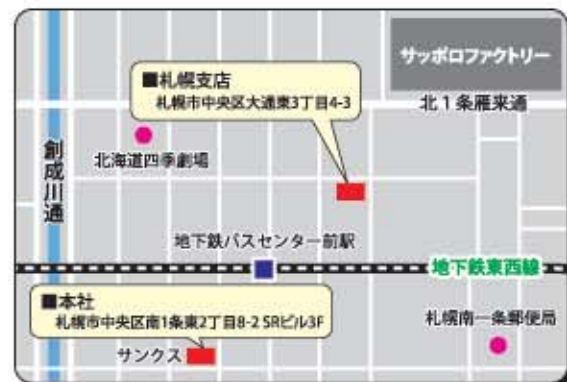 サッポロファクトリー
■札幌支店
札幌市中央区大通東3丁目4-3
北1条雁来通
北海道四季劇場
創成川通
地下鉄バスセンター前駅
地下鉄東西線
■本社
札幌市中央区南1条東2丁目8-2 SRビル3F
札幌南一条郵便局
サンクス